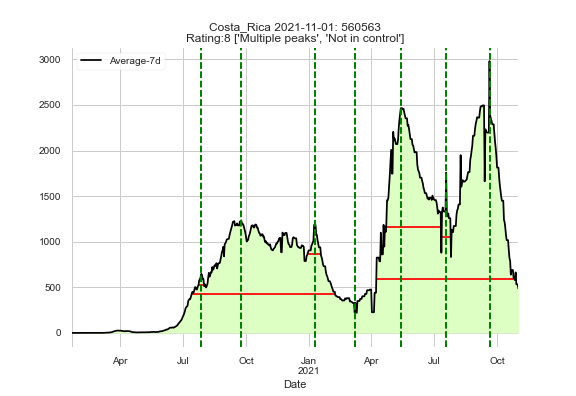 Costa_Rica 2021-11-01: 560563
Rating:8 ['Multiple peaks', 'Not in control']
Average-7d
3000
2500
2000
1500
1000
500
0
Apr Jul Oct Jan Apr Jul Oct
2021
Date